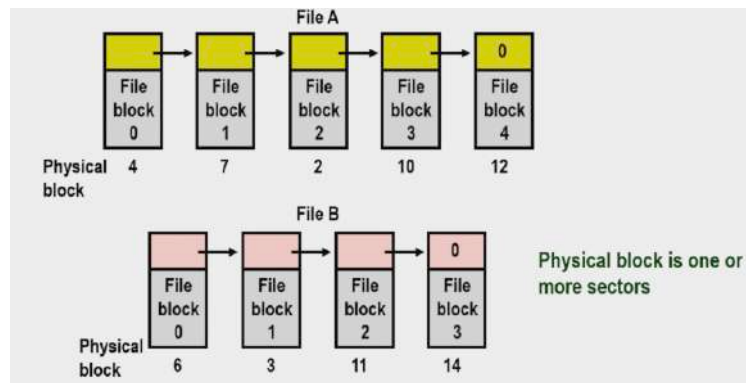 File A
0
File block 0
File block 1
File block 2
File block 3
File block 4
Physical block
4 7 2 10 12
File B
0
File block 0
File block 1
File block 2
File block 3
Physical block
6 3 11 14
Physical block is one or
more sectors